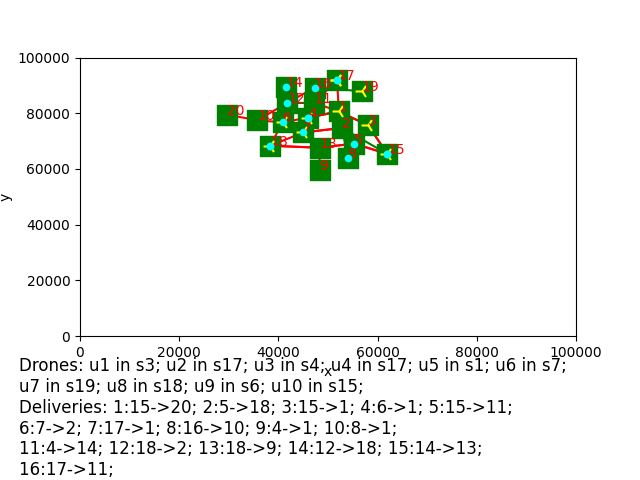 100000
80000
60000
40000
20000
0
y
0 20000 40000 60000 80000 100000
x
20
17
19
15
Drones: u1 in s3; u2 in s17; u3 in s4; u4 in s17; u5 in s1; u6 in s7;
u7 in s19; u8 in s18; u9 in s6; u10 in s15;
Deliveries: 1:15->20; 2:5->18; 3:15->1; 4:6->1; 5:15->11;
6:7->2; 7:17->1; 8:16->10; 9:4->1; 10:8->1;
11:4->14; 12:18->2; 13:18->9; 14:12->18; 15:14->13;
16:17->11;